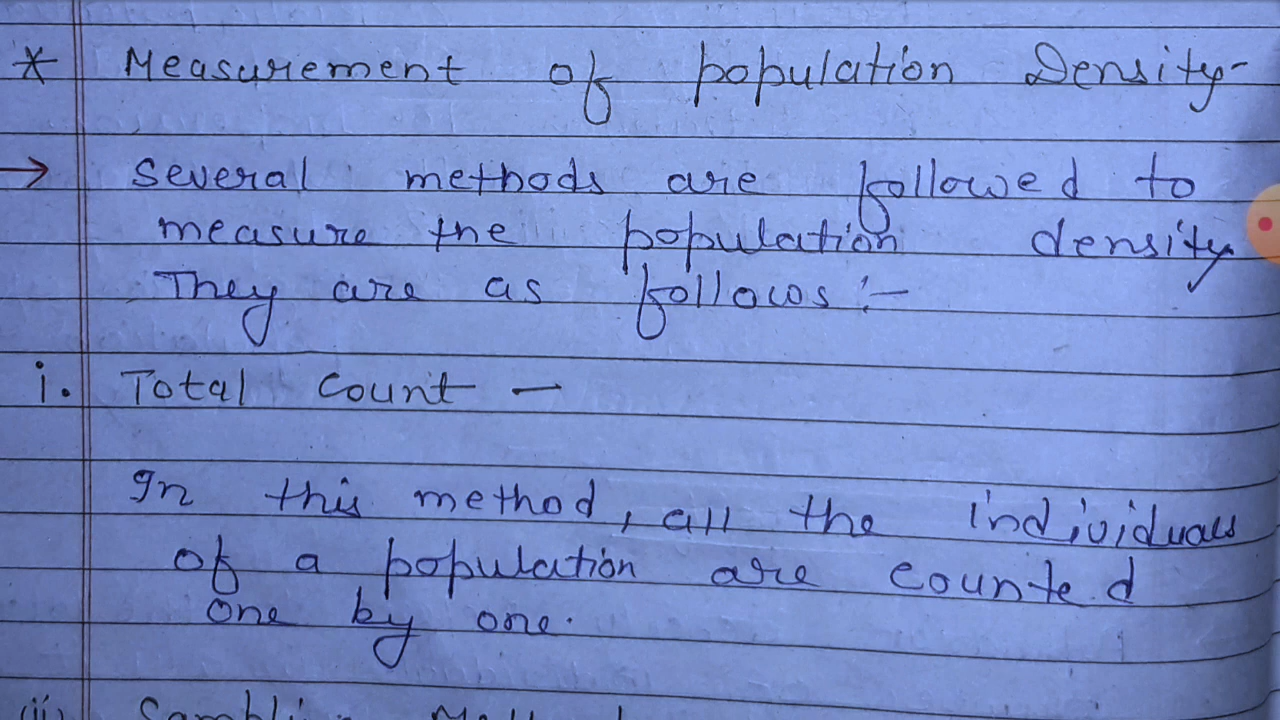 * Measurement of population Density-
→ Several methods are followed to
measure the population density
They are as follows :-
i. Total count -
In this method, all the individuals
of a population are counted
one by one.
(ii)